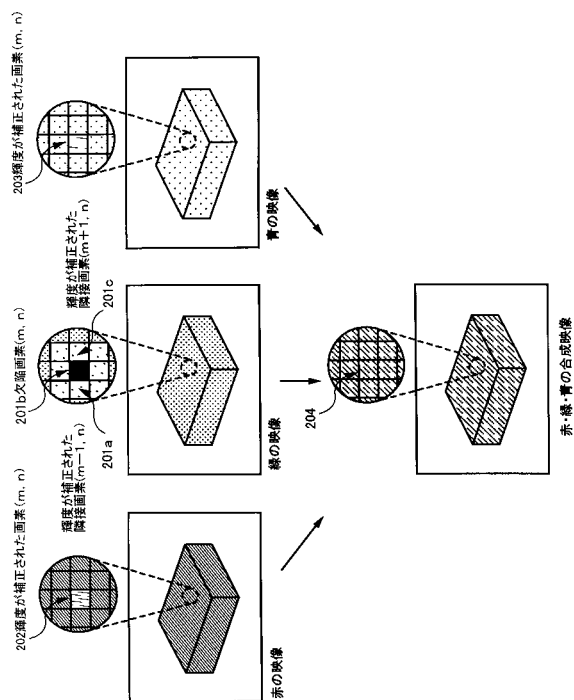 202輝度が補正された画素(m, n)
輝度が補正された
隣接画素(m−1, n)
201a
201b欠陥画素(m, n)
輝度が補正された
隣接画素(m+1, n)
201c
203輝度が補正された画素(m, n)
赤の映像
緑の映像
青の映像
204
赤・緑・青の合成映像